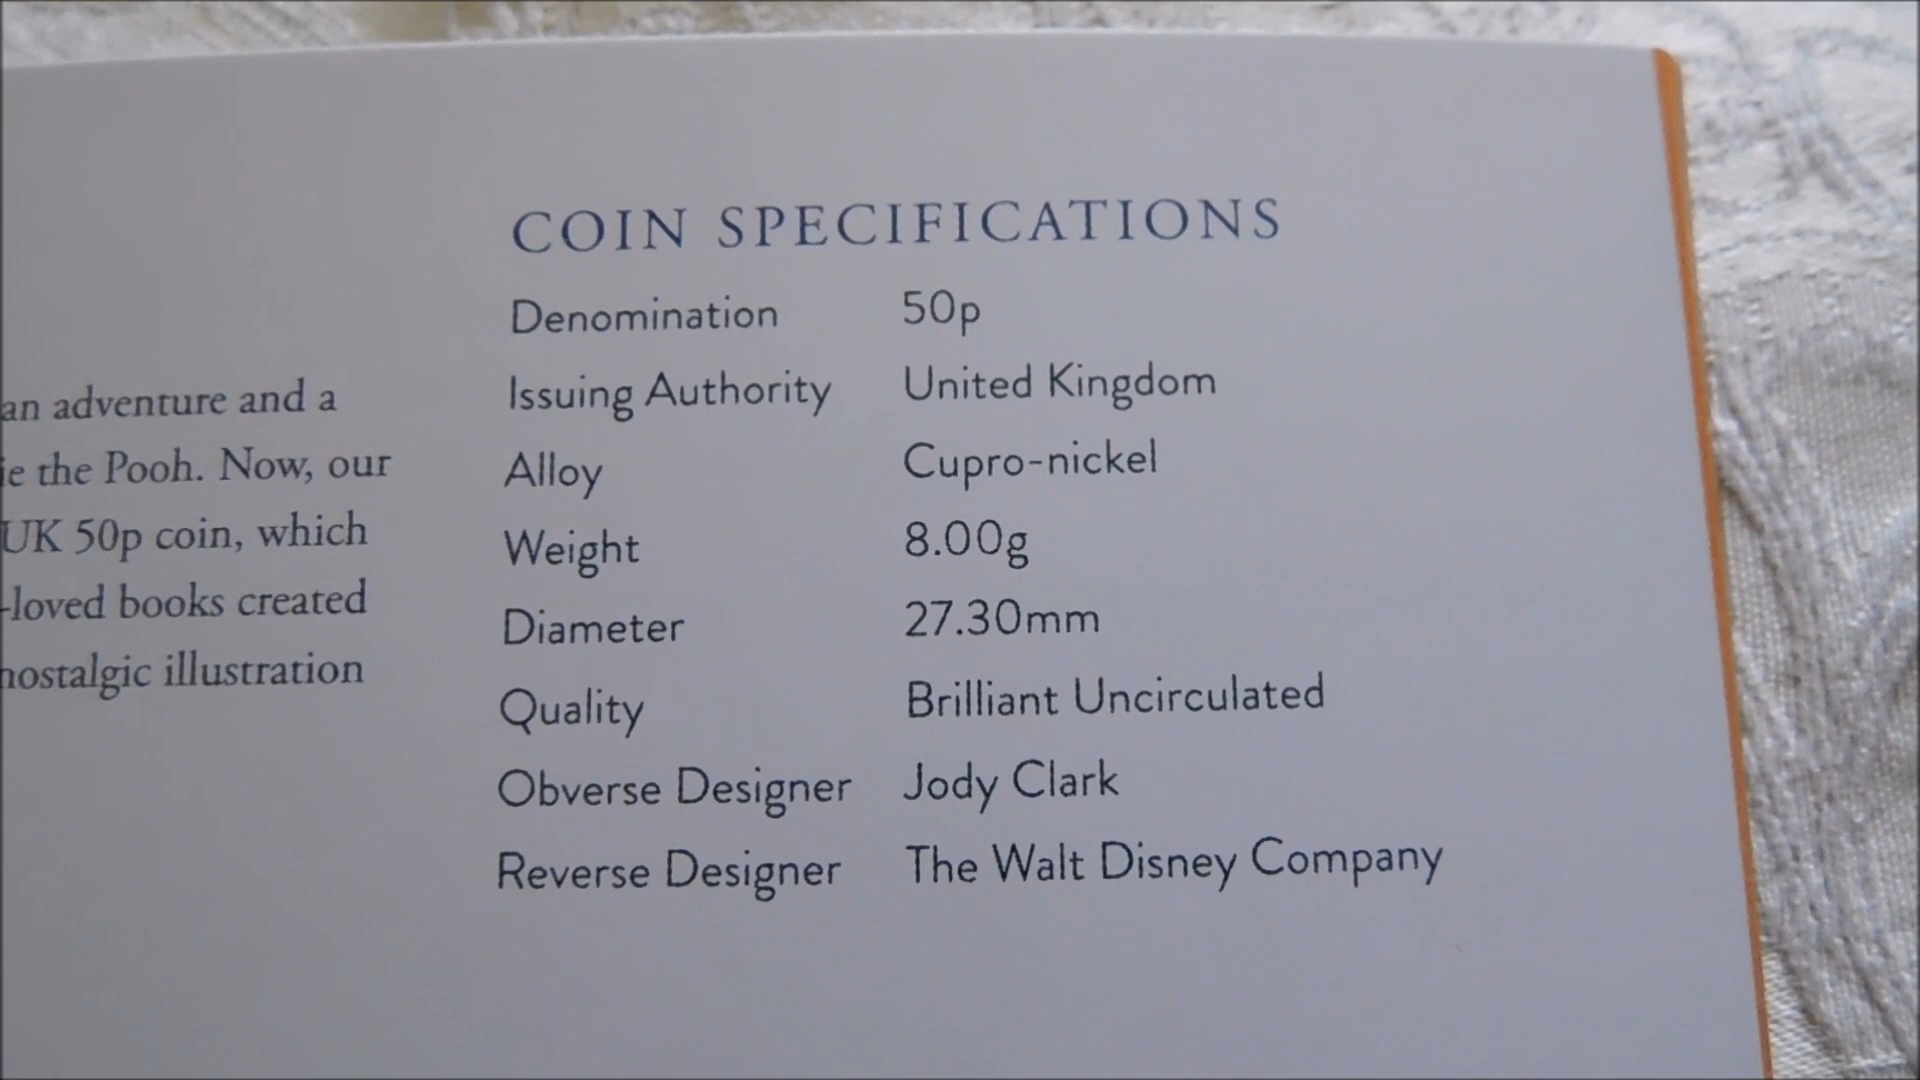 an adventure and a
the Pooh. Now, our
UK 50p coin, which
-loved books created
nostalgic illustration
COIN SPECIFICATIONS
Denomination 50p
Issuing Authority United Kingdom
Alloy Cupro-nickel
Weight 8.00g
Diameter 27.30mm
Quality Brilliant Uncirculated
Obverse Designer Jody Clark
Reverse Designer The Walt Disney Company